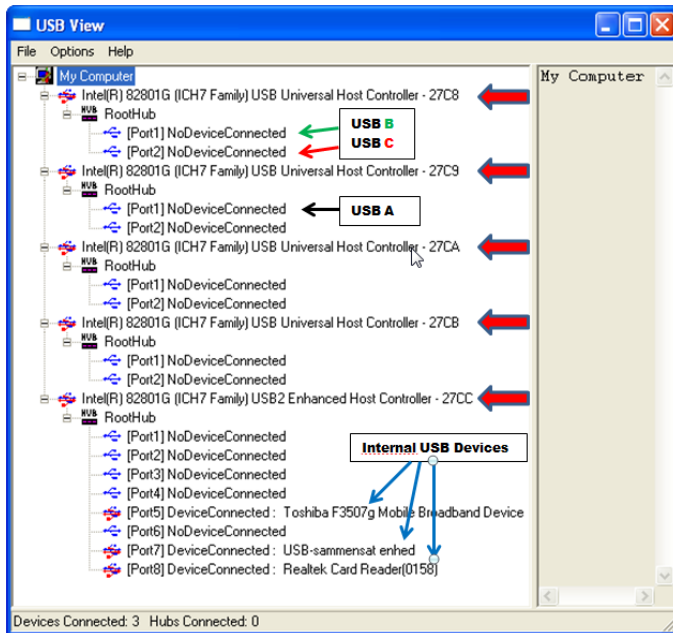 USB View
File Options Help
My Computer
My Computer
Intel(R) 82801G (ICH7 Family) USB Universal Host Controller - 27C8
HUB RootHub
[Port1] NoDeviceConnected
USB B
[Port2] NoDeviceConnected
USB C
Intel(R) 82801G (ICH7 Family) USB Universal Host Controller - 27C9
HUB RootHub
[Port1] NoDeviceConnected
USB A
[Port2] NoDeviceConnected
Intel(R) 82801G (ICH7 Family) USB Universal Host Controller - 27CA
HUB RootHub
[Port1] NoDeviceConnected
[Port2] NoDeviceConnected
Intel(R) 82801G (ICH7 Family) USB Universal Host Controller - 27CB
HUB RootHub
[Port1] NoDeviceConnected
[Port2] NoDeviceConnected
Intel(R) 82801G (ICH7 Family) USB2 Enhanced Host Controller - 27CC
HUB RootHub
[Port1] NoDeviceConnected
[Port2] NoDeviceConnected
Internal USB Devices
[Port3] NoDeviceConnected
[Port4] NoDeviceConnected
[Port5] DeviceConnected : Toshiba F3507g Mobile Broadband Device
[Port6] NoDeviceConnected
[Port7] DeviceConnected : USB-sammensat enhed
[Port8] DeviceConnected : Realtek Card Reader(0158)
Devices Connected: 3 Hubs Connected: 0